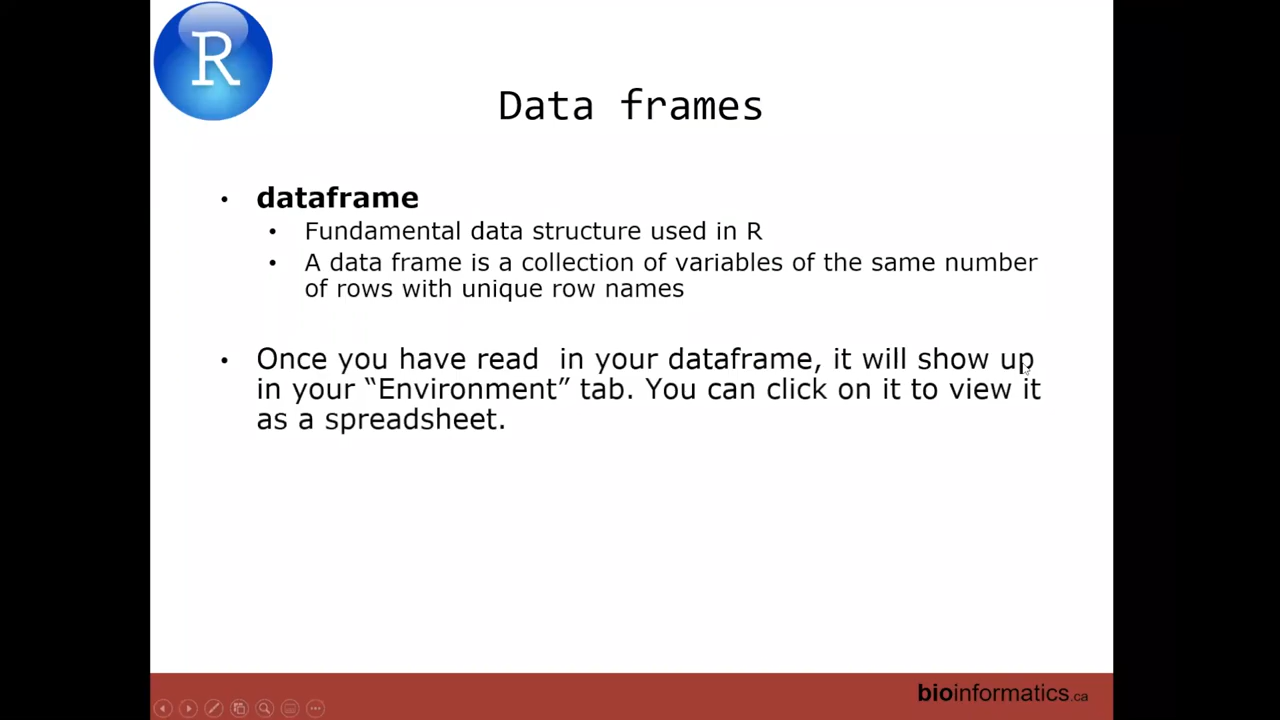 R
Data frames
• dataframe
• Fundamental data structure used in R
• A data frame is a collection of variables of the same number
of rows with unique row names
• Once you have read  in your dataframe, it will show up
in your “Environment” tab. You can click on it to view it
as a spreadsheet.
bioinformatics.ca